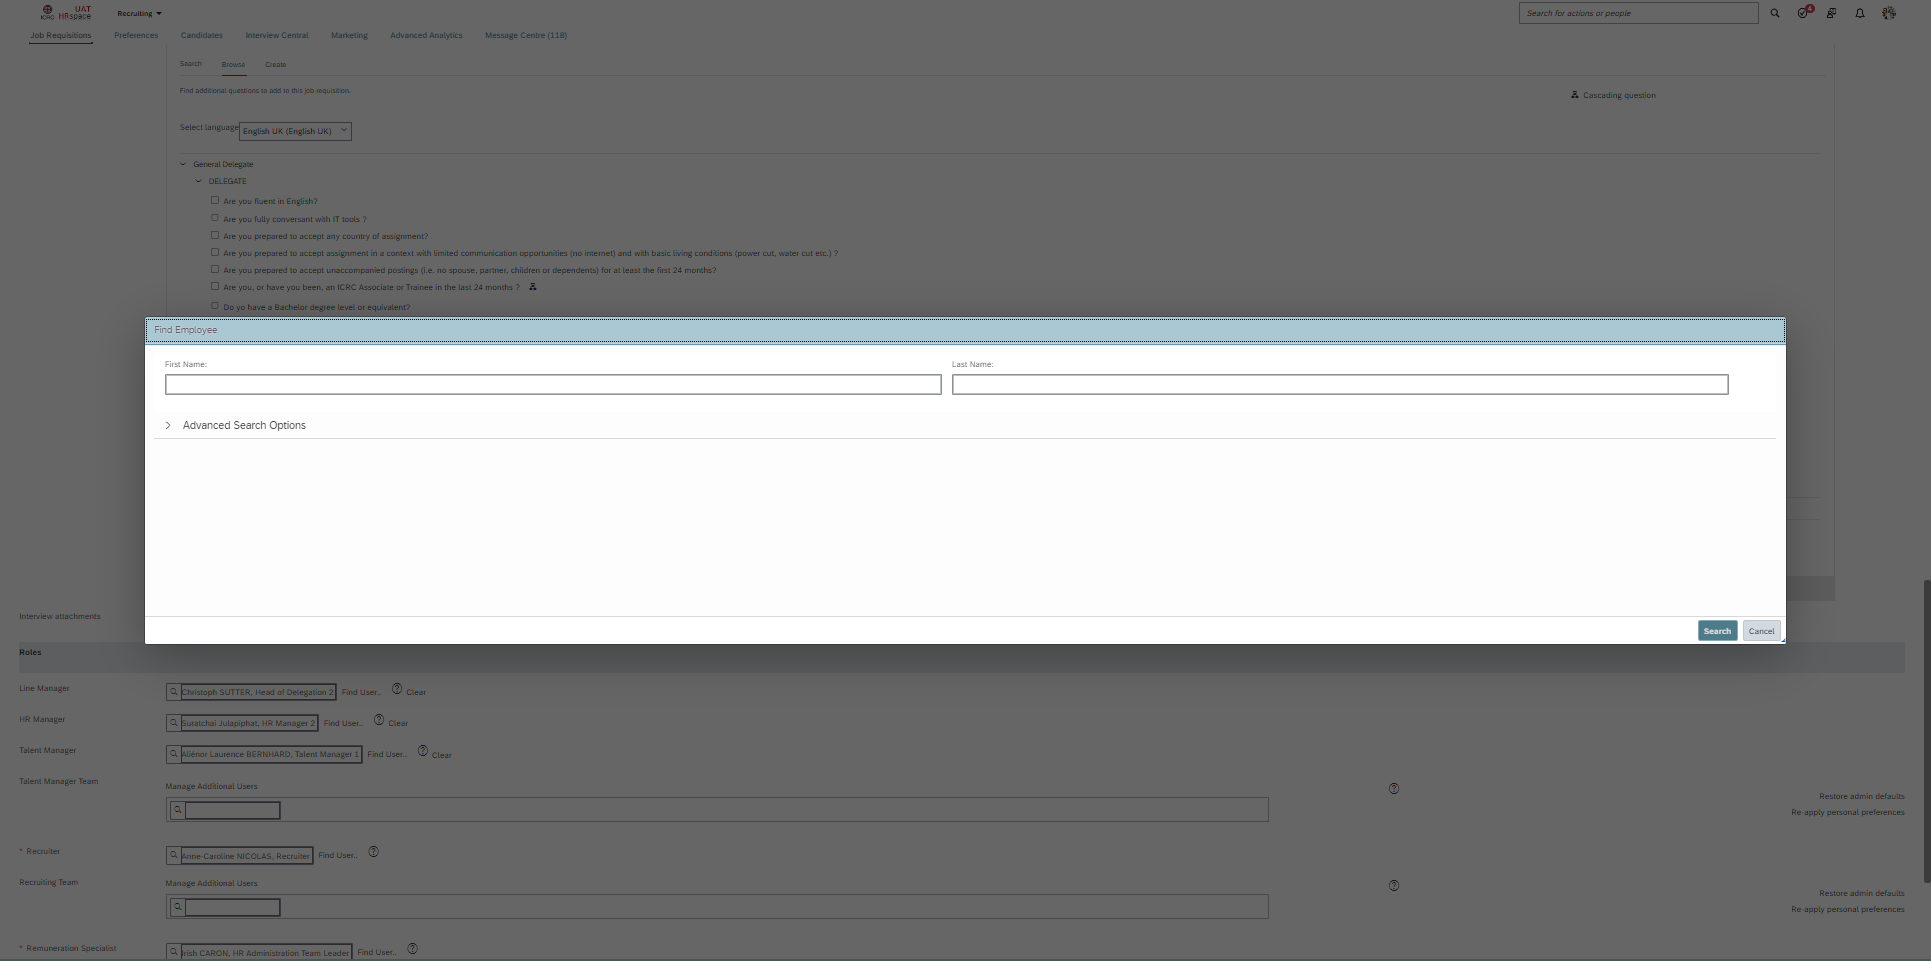 UAT
ICRC HRspace
Recruiting
Search for actions or people
4
Job Requisitions Preferences Candidates Interview Central Marketing Advanced Analytics Message Centre (118)
Search Browse Create
Find additional questions to add to this job requisition.
Cascading question
Select language English UK (English UK)
General Delegate
DELEGATE
Are you fluent in English?
Are you fully conversant with IT tools ?
Are you prepared to accept any country of assignment?
Are you prepared to accept assignment in a context with limited communication opportunities (no internet) and with basic living conditions (power cut, water cut etc.) ?
Are you prepared to accept unaccompanied postings (i.e. no spouse, partner, children or dependents) for at least the first 24 months?
Are you, or have you been, an ICRC Associate or Trainee in the last 24 months ?
Do yo have a Bachelor degree level or equivalent?
Find Employee
First Name: Last Name:
Advanced Search Options
Search Cancel
Interview attachments
Roles
Line Manager Christoph SUTTER, Head of Delegation 2 Find User.. Clear
HR Manager Suratchai Julapiphat, HR Manager 2 Find User.. Clear
Talent Manager Aliénor Laurence BERNHARD, Talent Manager 1 Find User.. Clear
Talent Manager Team Manage Additional Users
Restore admin defaults
Re-apply personal preferences
* Recruiter Anne-Caroline NICOLAS, Recruiter Find User..
Recruiting Team Manage Additional Users
Restore admin defaults
Re-apply personal preferences
* Remuneration Specialist Irish CARON, HR Administration Team Leader Find User..